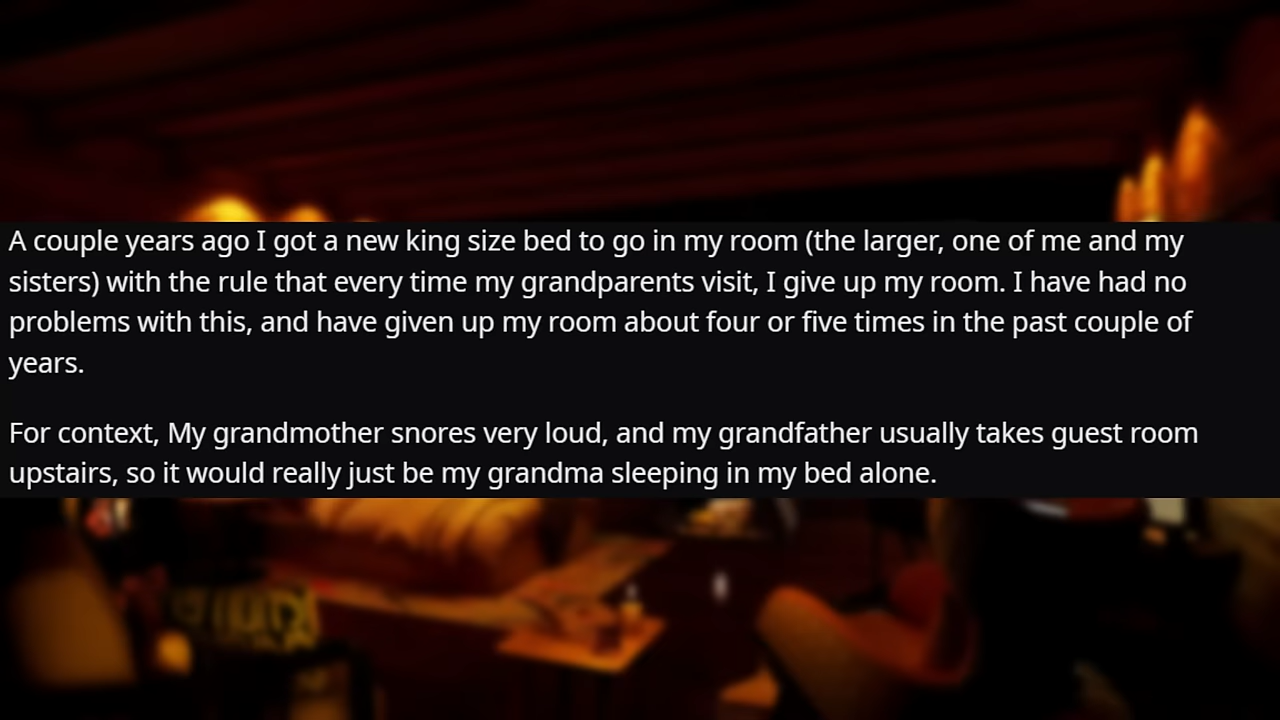 A couple years ago I got a new king size bed to go in my room (the larger, one of me and my
sisters) with the rule that every time my grandparents visit, I give up my room. I have had no
problems with this, and have given up my room about four or five times in the past couple of
years.
For context, My grandmother snores very loud, and my grandfather usually takes guest room
upstairs, so it would really just be my grandma sleeping in my bed alone.